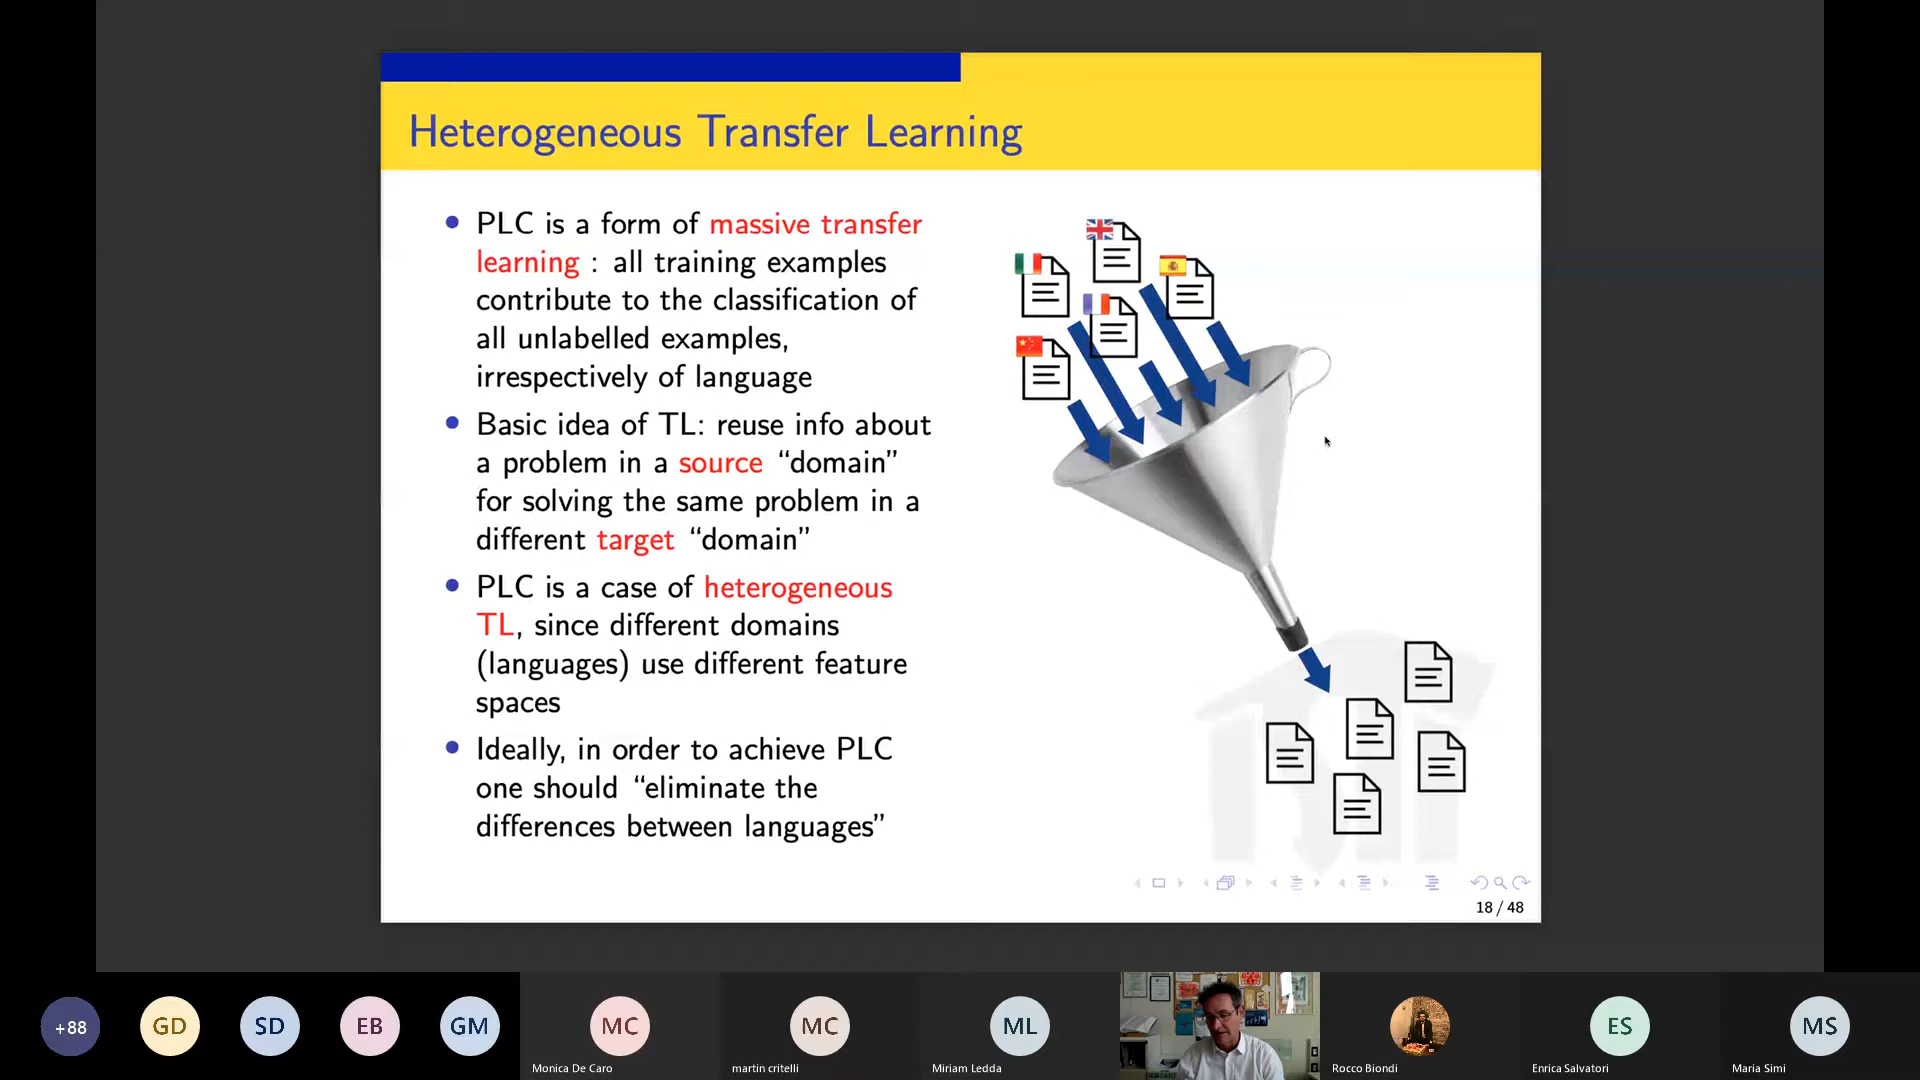 Heterogeneous Transfer Learning
PLC is a form of massive transfer
learning : all training examples
contribute to the classification of
all unlabelled examples,
irrespectively of language
Basic idea of TL: reuse info about
a problem in a source “domain”
for solving the same problem in a
different target “domain”
PLC is a case of heterogeneous
TL, since different domains
(languages) use different feature
spaces
Ideally, in order to achieve PLC
one should “eliminate the
differences between languages”
18 / 48
+88
GD
SD
EB
GM
MC
MC
ML
ES
MS
Monica De Caro
martin critelli
Miriam Ledda
Rocco Biondi
Enrica Salvatori
Maria Simi